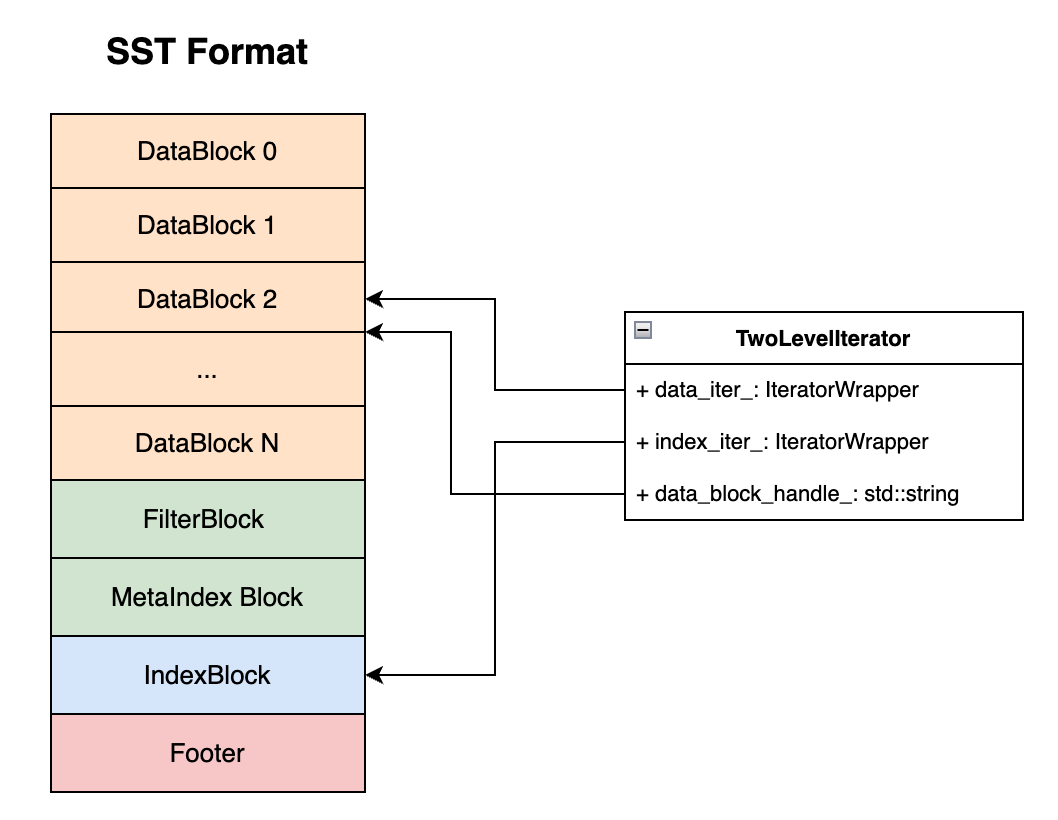 SST Format
DataBlock 0
DataBlock 1
DataBlock 2
...
DataBlock N
FilterBlock
MetaIndex Block
IndexBlock
Footer
TwoLevelIterator
+ data_iter_: IteratorWrapper
+ index_iter_: IteratorWrapper
+ data_block_handle_: std::string